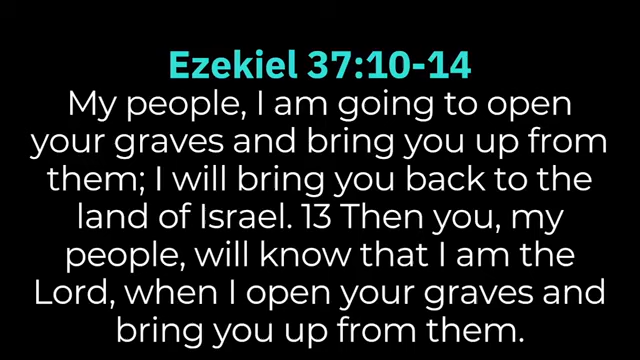 Ezekiel 37:10-14
My people, I am going to open
your graves and bring you up from
them; I will bring you back to the
land of Israel. 13 Then you, my
people, will know that I am the
Lord, when I open your graves and
bring you up from them.